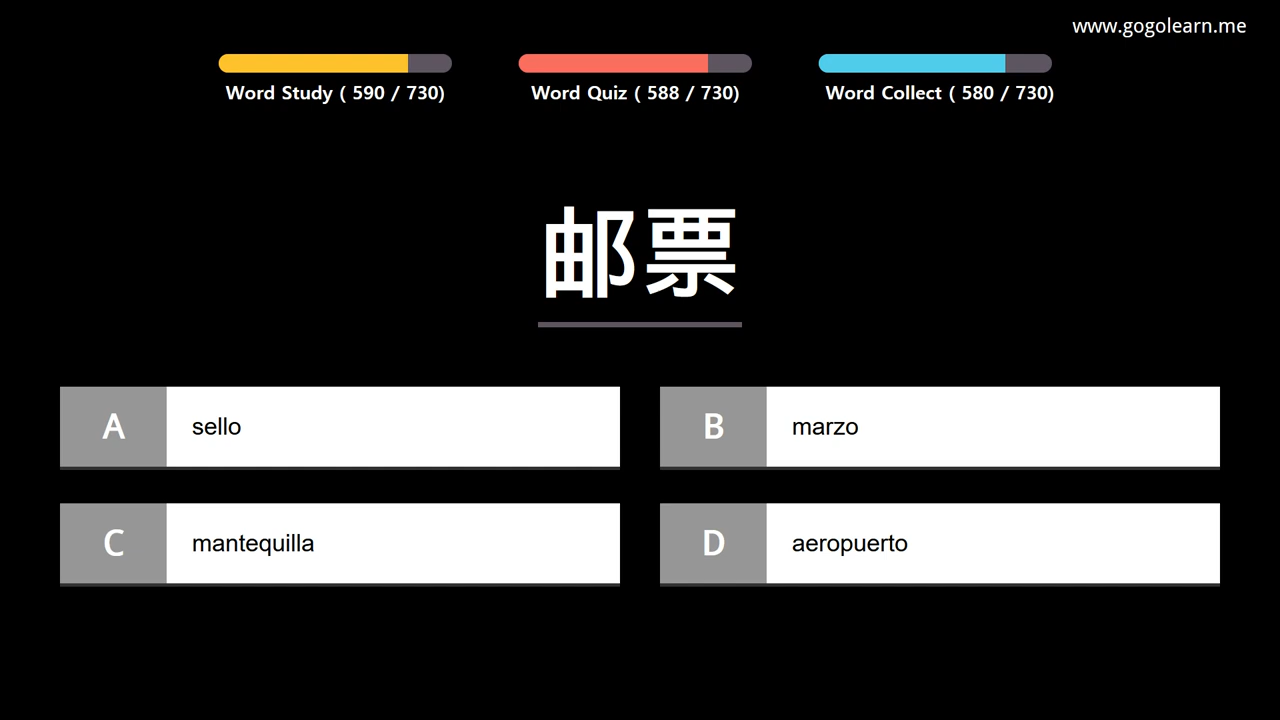 www.gogolearn.me
Word Study ( 590 / 730)
Word Quiz ( 588 / 730)
Word Collect ( 580 / 730)
邮票
A sello
B marzo
C mantequilla
D aeropuerto